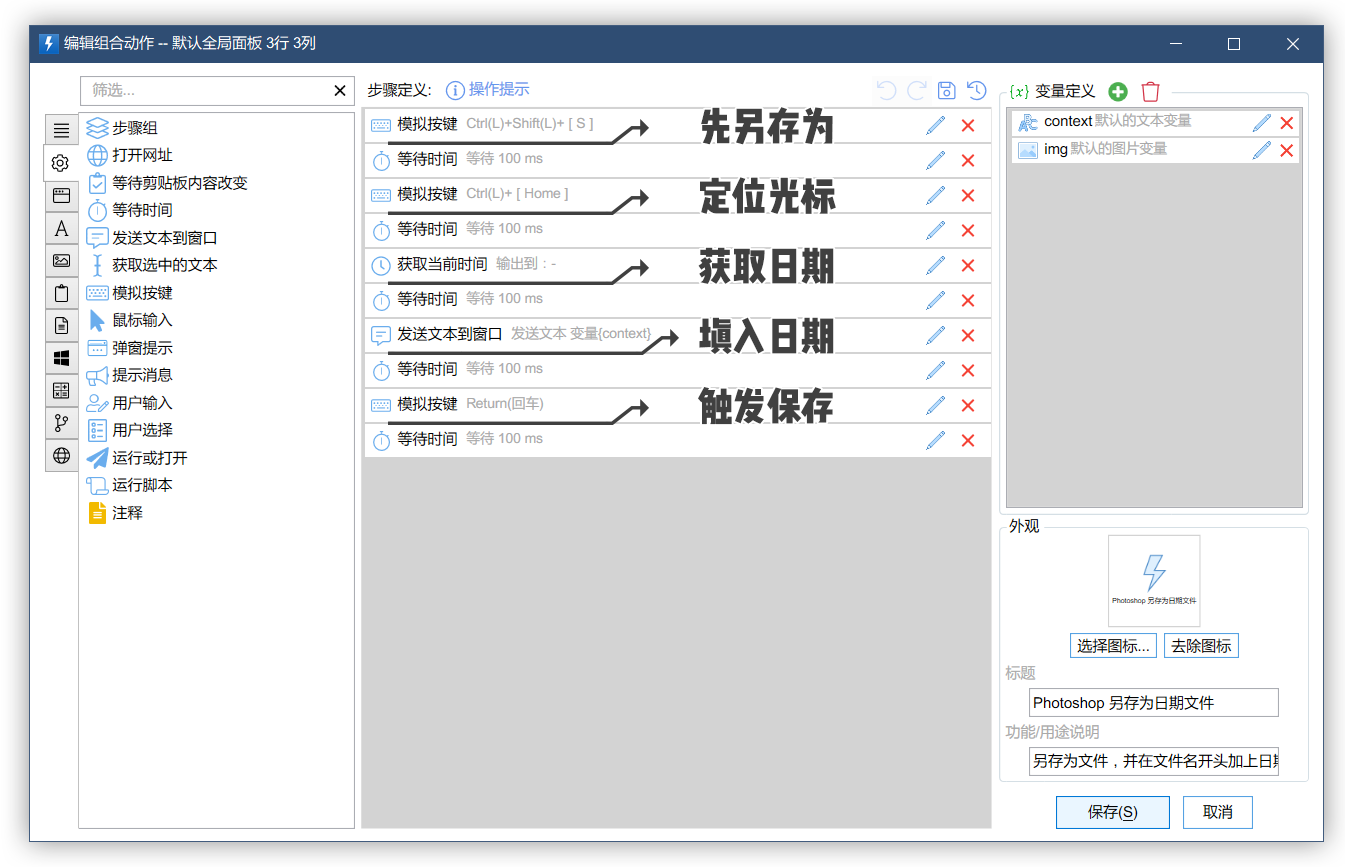 编辑组合动作 -- 默认全局面板 3行 3列
筛选...
步骤组
打开网址
等待剪贴板内容改变
等待时间
发送文本到窗口
获取选中的文本
模拟按键
鼠标输入
弹窗提示
提示消息
用户输入
用户选择
运行或打开
运行脚本
注释
步骤定义: 操作提示
模拟按键 Ctrl(L)+Shift(L)+ [ S ] 先另存为
等待时间 等待 100 ms
模拟按键 Ctrl(L)+ [ Home ] 定位光标
等待时间 等待 100 ms
获取当前时间 输出到：- 获取日期
等待时间 等待 100 ms
发送文本到窗口 发送文本 变量{context} 填入日期
等待时间 等待 100 ms
模拟按键 Return(回车) 触发保存
等待时间 等待 100 ms
{x} 变量定义
context 默认的文本变量
img 默认的图片变量
外观
Photoshop 另存为日期文件
选择图标... 去除图标
标题
Photoshop 另存为日期文件
功能/用途说明
另存为文件，并在文件名开头加上日期
保存(S) 取消